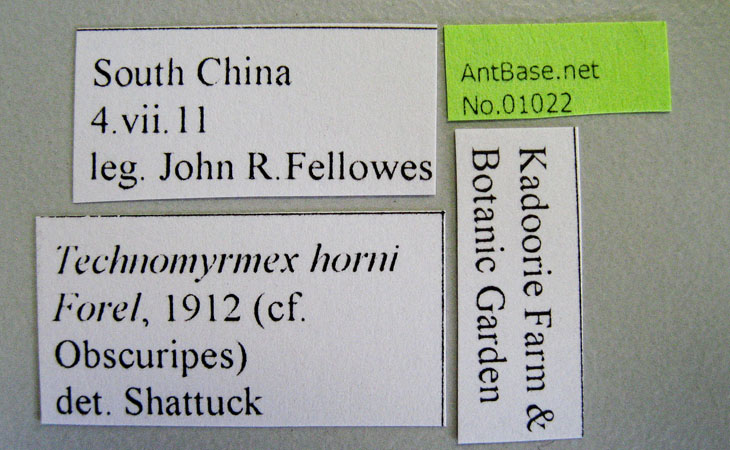 South China
4.vii.11
leg. John R.Fellowes
AntBase.net
No.01022
Technomyrmex horni
Forel, 1912 (cf.
Obscuripes)
det. Shattuck
Kadoorie Farm &
Botanic Garden